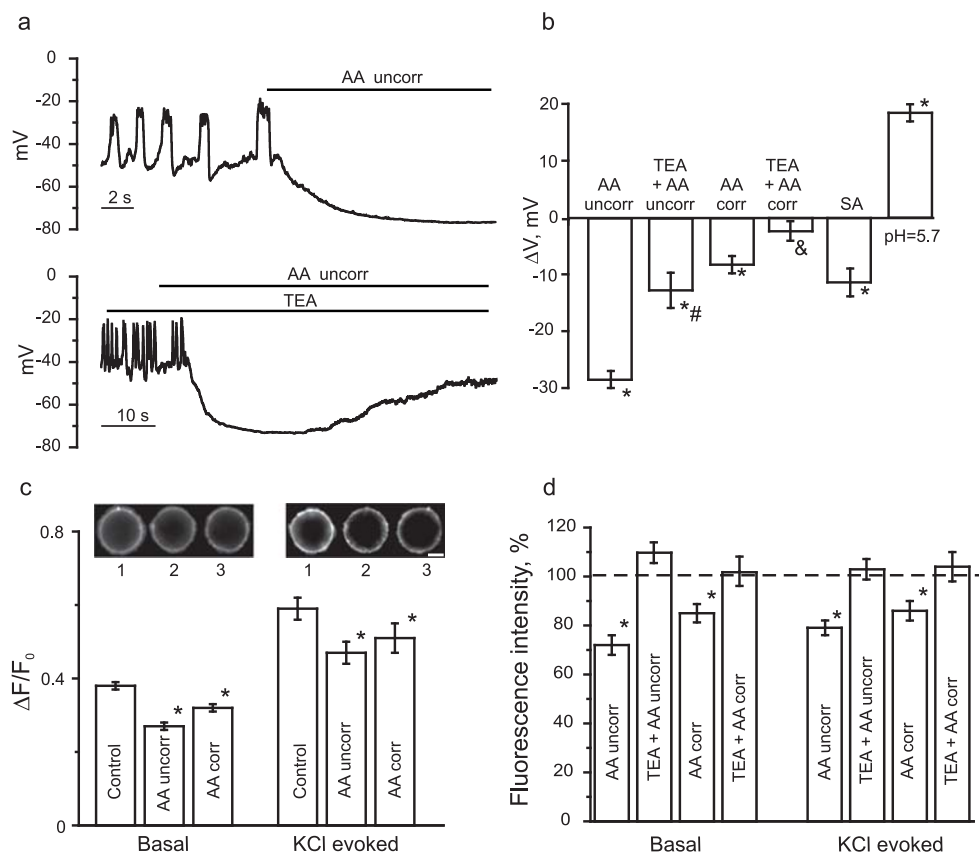 a
0
-20
-40
-60
-80
mV
AA uncorr
2 s
0
-20
-40
-60
-80
mV
AA uncorr
TEA
10 s
b
20
10
0
-10
-20
-30
ΔV, mV
AA
uncorr
TEA
+ AA
uncorr
AA
corr
TEA
+ AA
corr
SA
pH=5.7
*
*#
*
&
*
*
c
0.8
0.4
0
ΔF/F0
1 2 3
1 2 3
Control
AA uncorr
AA corr
*
*
Control
AA uncorr
AA corr
*
*
Basal
KCl evoked
d
120
100
80
60
40
20
0
Fluorescence intensity, %
AA uncorr
TEA + AA uncorr
AA corr
TEA + AA corr
*
*
AA uncorr
TEA + AA uncorr
AA corr
TEA + AA corr
*
*
Basal
KCl evoked